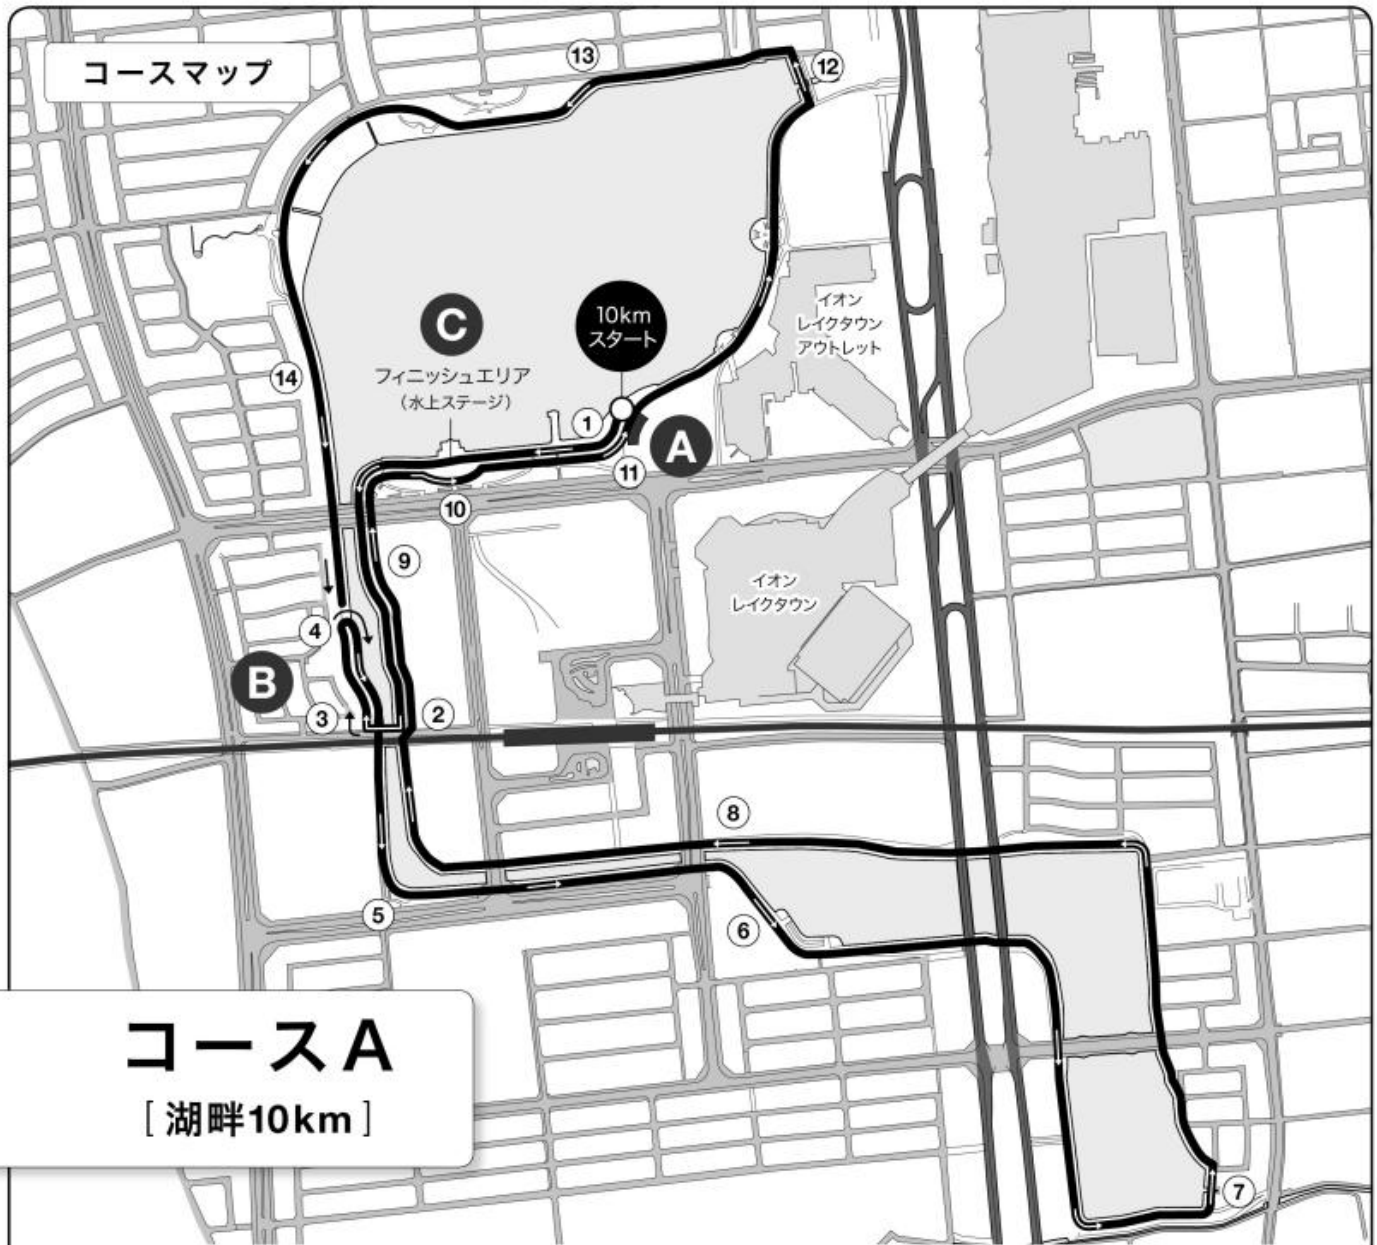 コースマップ
13
12
イオン
レイクタウン
アウトレット
10km
スタート
C
フィニッシュエリア
（水上ステージ）
14
1
A
11
10
9
イオン
レイクタウン
4
B
3
2
8
5
6
7
コースA
［湖畔10km］